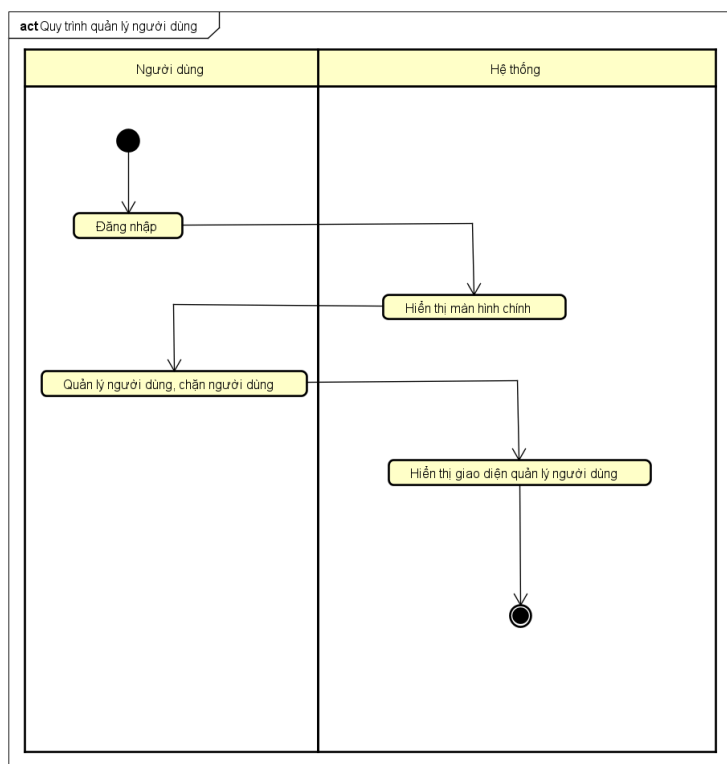 act Quy trình quản lý người dùng
Người dùng
Hệ thống
Đăng nhập
Hiển thị màn hình chính
Quản lý người dùng, chặn người dùng
Hiển thị giao diện quản lý người dùng